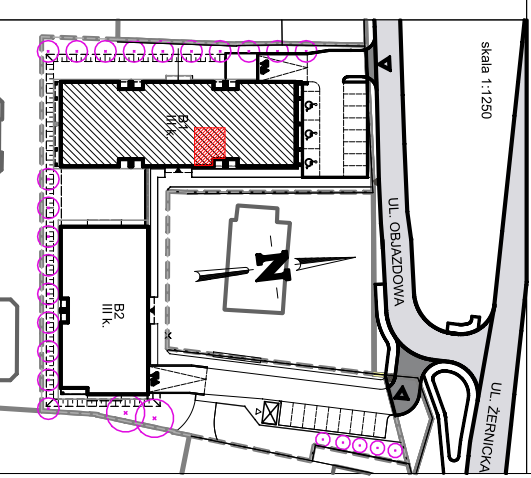 skala 1:1250
B1
III k.
UL. OBJAZDOWA
N
B2
III k.
UL. ŻERNICKA